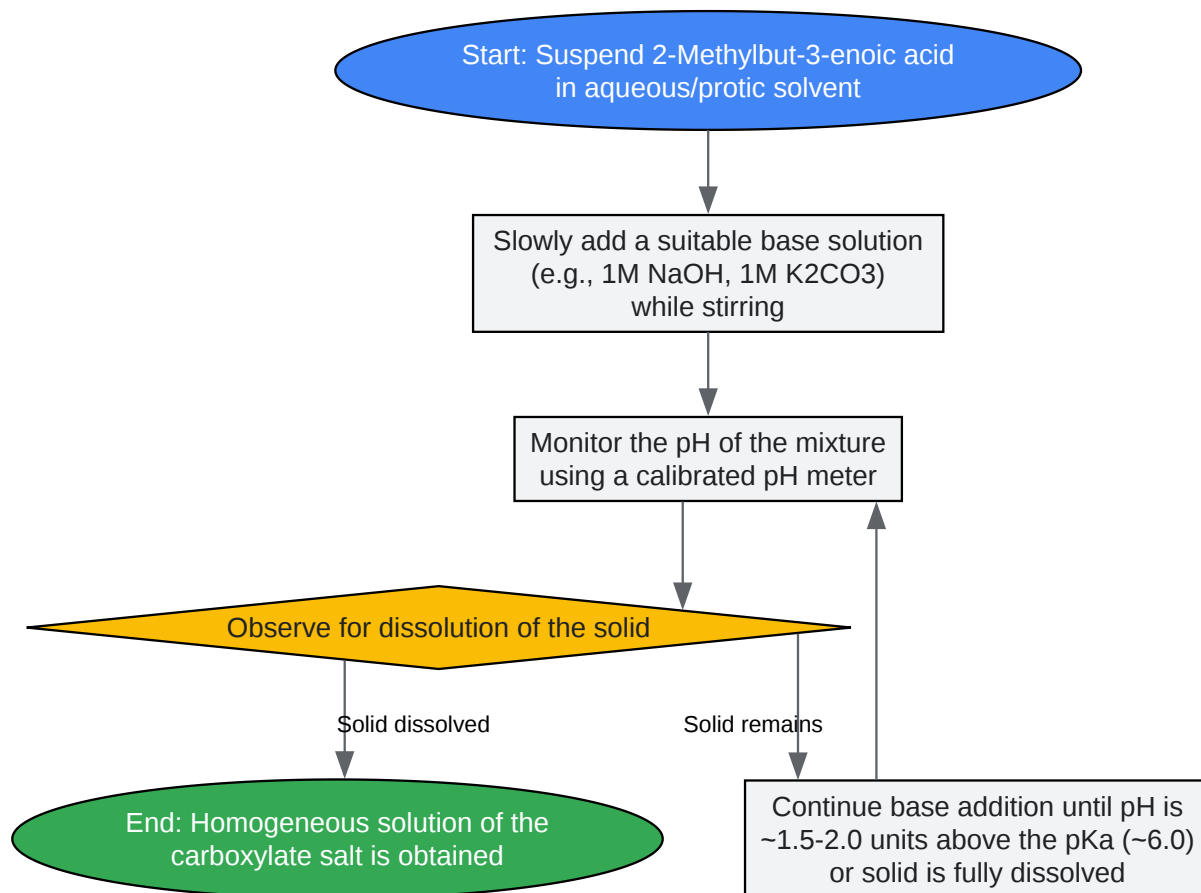 Start: Suspend 2-Methylbut-3-enoic acid
in aqueous/protic solvent
Slowly add a suitable base solution
(e.g., 1M NaOH, 1M K2CO3)
while stirring
Monitor the pH of the mixture
using a calibrated pH meter
Observe for dissolution of the solid
Solid dissolved
Solid remains
End: Homogeneous solution of the
carboxylate salt is obtained
Continue base addition until pH is
~1.5-2.0 units above the pKa (~6.0)
or solid is fully dissolved